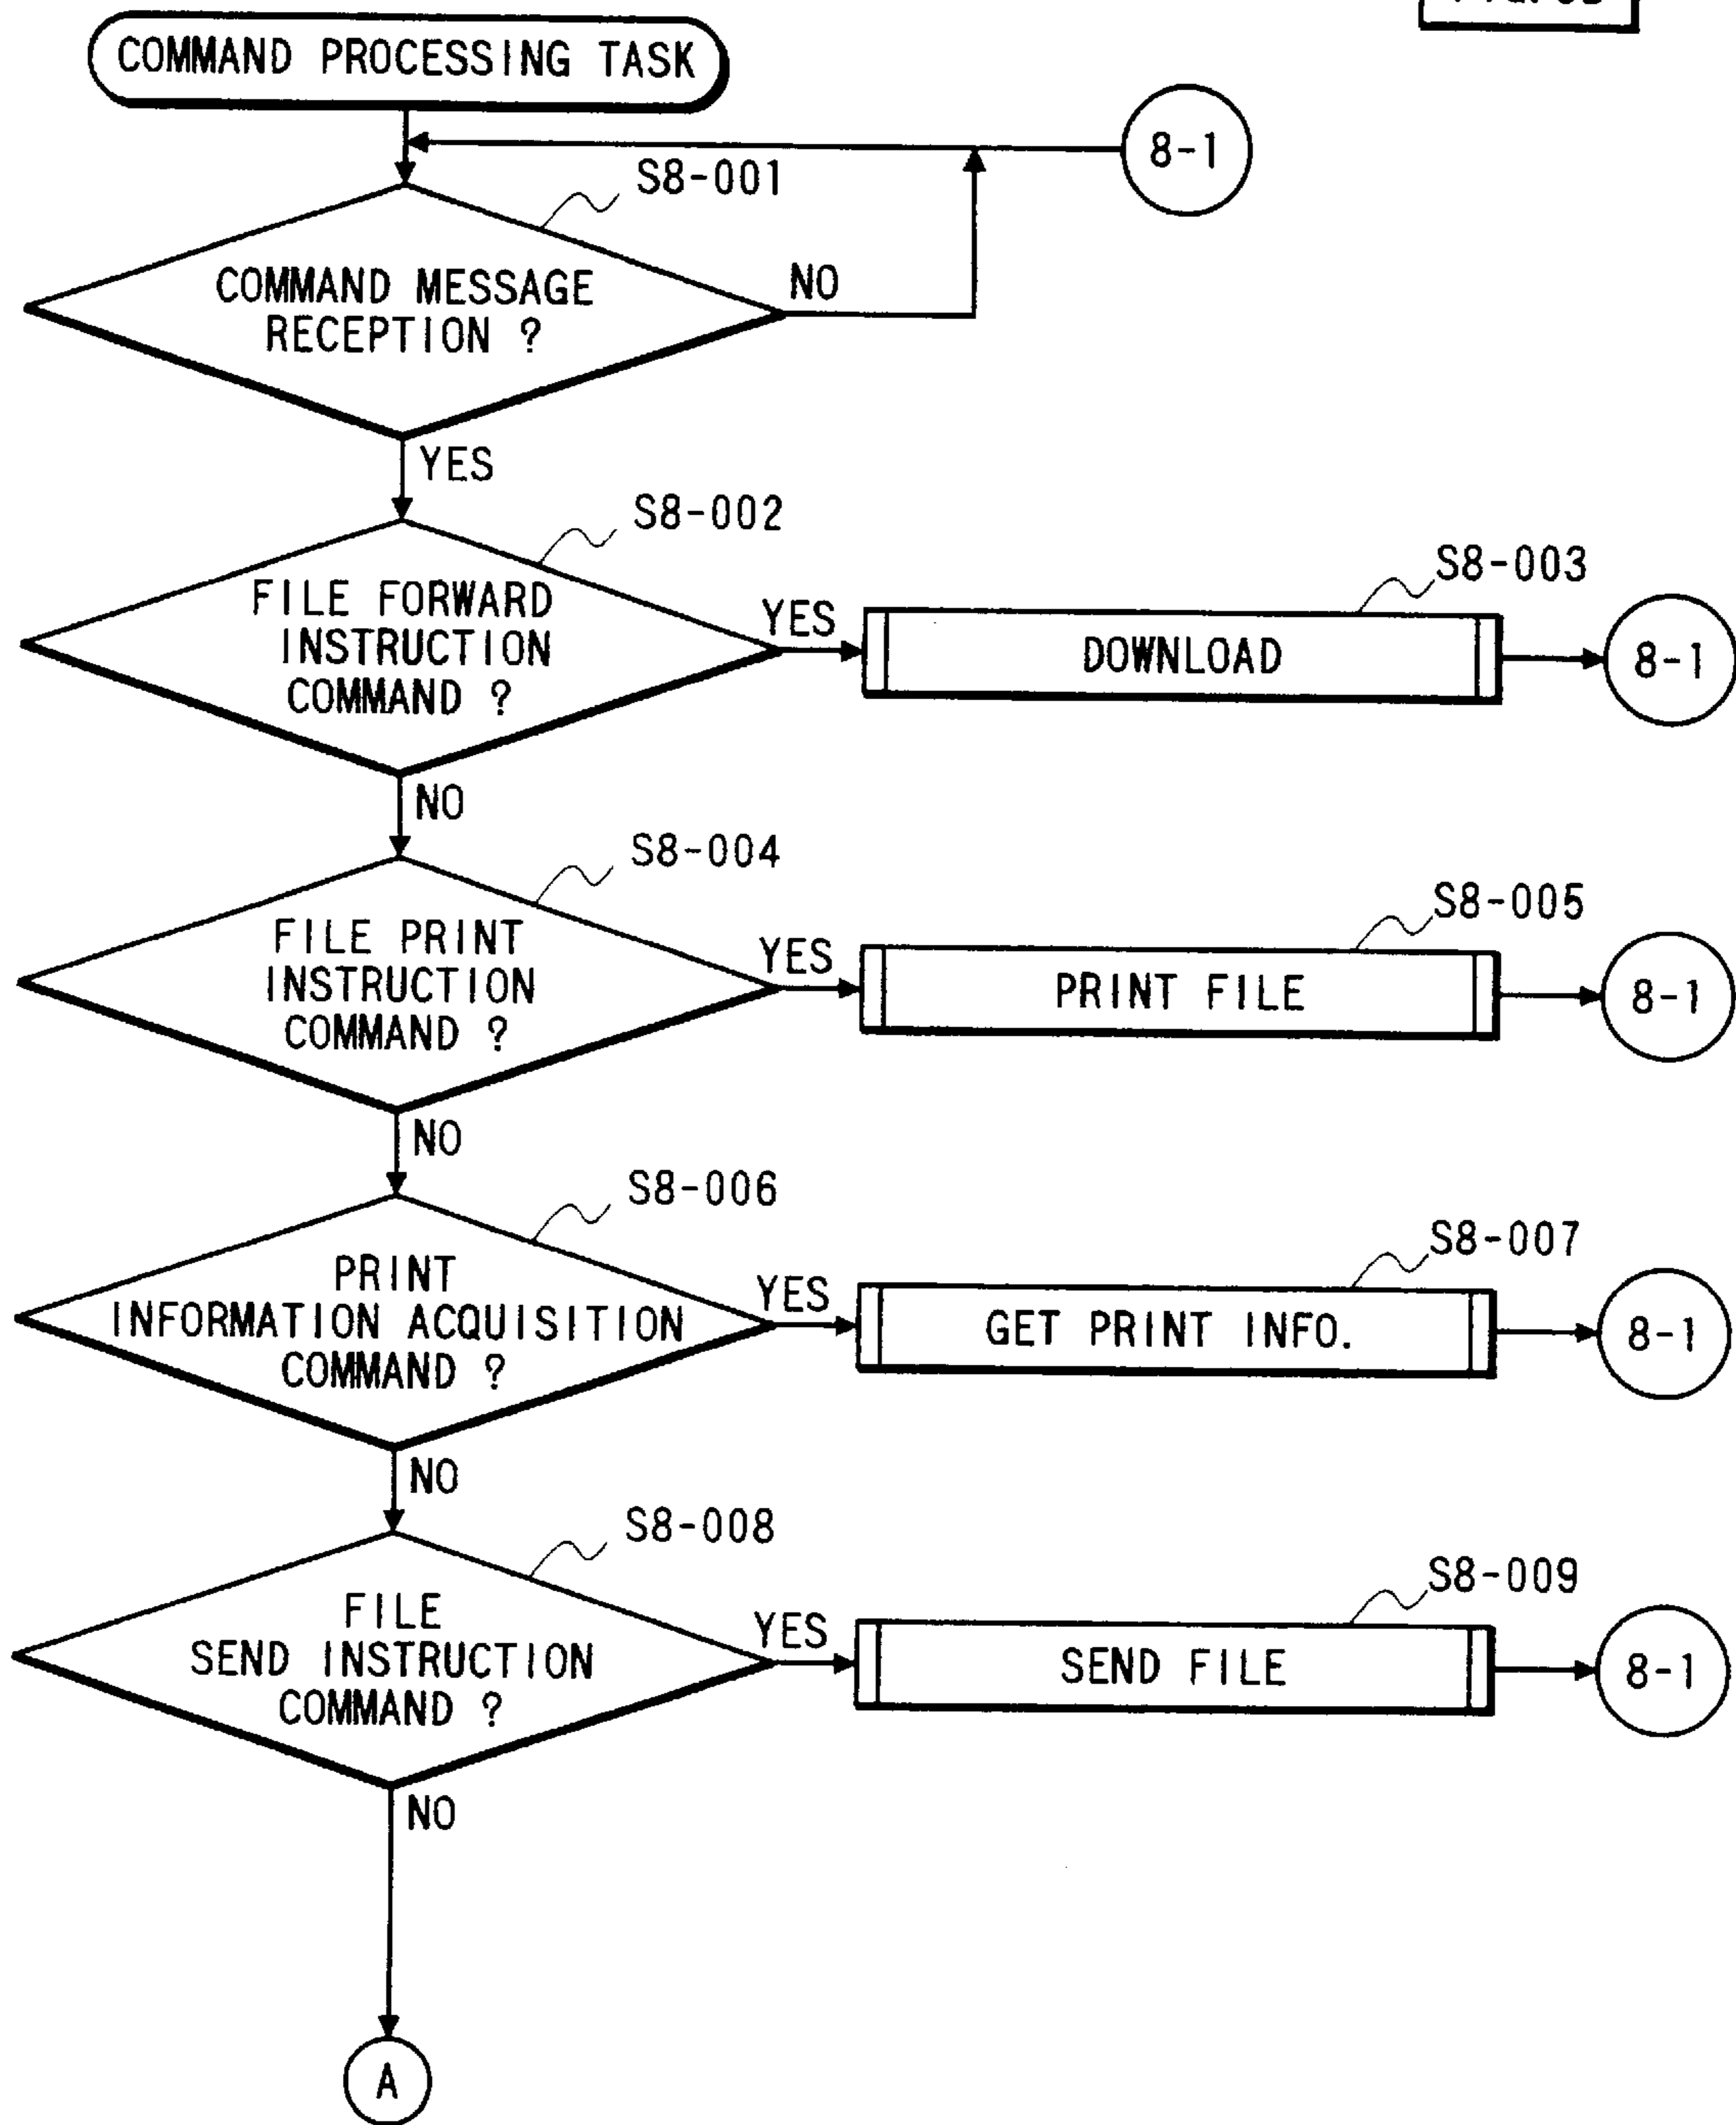 COMMAND PROCESSING TASK
8-1
S8-001
COMMAND MESSAGE
RECEPTION ?
NO
YES
S8-002
FILE FORWARD
INSTRUCTION
COMMAND ?
YES
S8-003
DOWNLOAD
8-1
NO
S8-004
FILE PRINT
INSTRUCTION
COMMAND ?
YES
S8-005
PRINT FILE
8-1
NO
S8-006
PRINT
INFORMATION ACQUISITION
COMMAND ?
YES
S8-007
GET PRINT INFO.
8-1
NO
S8-008
FILE
SEND INSTRUCTION
COMMAND ?
YES
S8-009
SEND FILE
8-1
NO
A